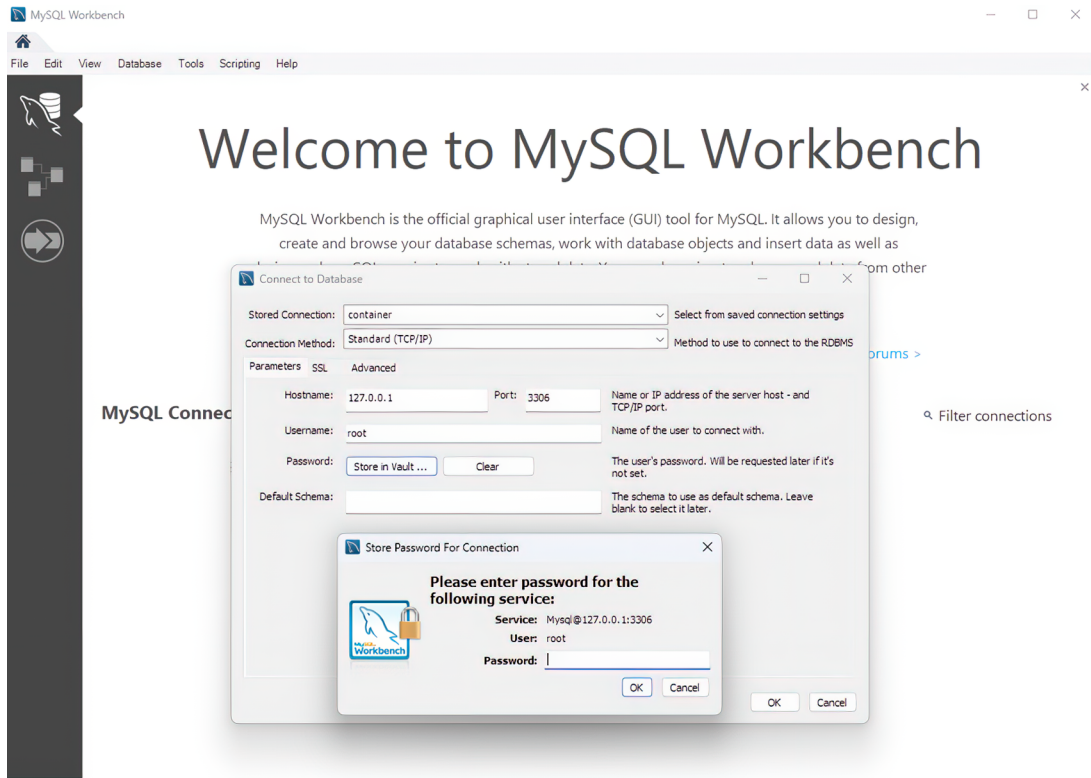 MySQL Workbench
File Edit View Database Tools Scripting Help
Welcome to MySQL Workbench
MySQL Workbench is the official graphical user interface (GUI) tool for MySQL. It allows you to design,
create and browse your database schemas, work with database objects and insert data as well as
from other
Connect to Database
Stored Connection: container Select from saved connection settings
Connection Method: Standard (TCP/IP) Method to use to connect to the RDBMS
orums >
Parameters SSL Advanced
Hostname: 127.0.0.1 Port: 3306 Name or IP address of the server host - and
TCP/IP port.
MySQL Connec
Filter connections
Username: root Name of the user to connect with.
Password: Store in Vault ... Clear The user's password. Will be requested later if it's
not set.
Default Schema: The schema to use as default schema. Leave
blank to select it later.
Store Password For Connection
Please enter password for the
following service:
Service: Mysql@127.0.0.1:3306
User: root
Password:
MySQL
Workbench
OK Cancel
OK Cancel